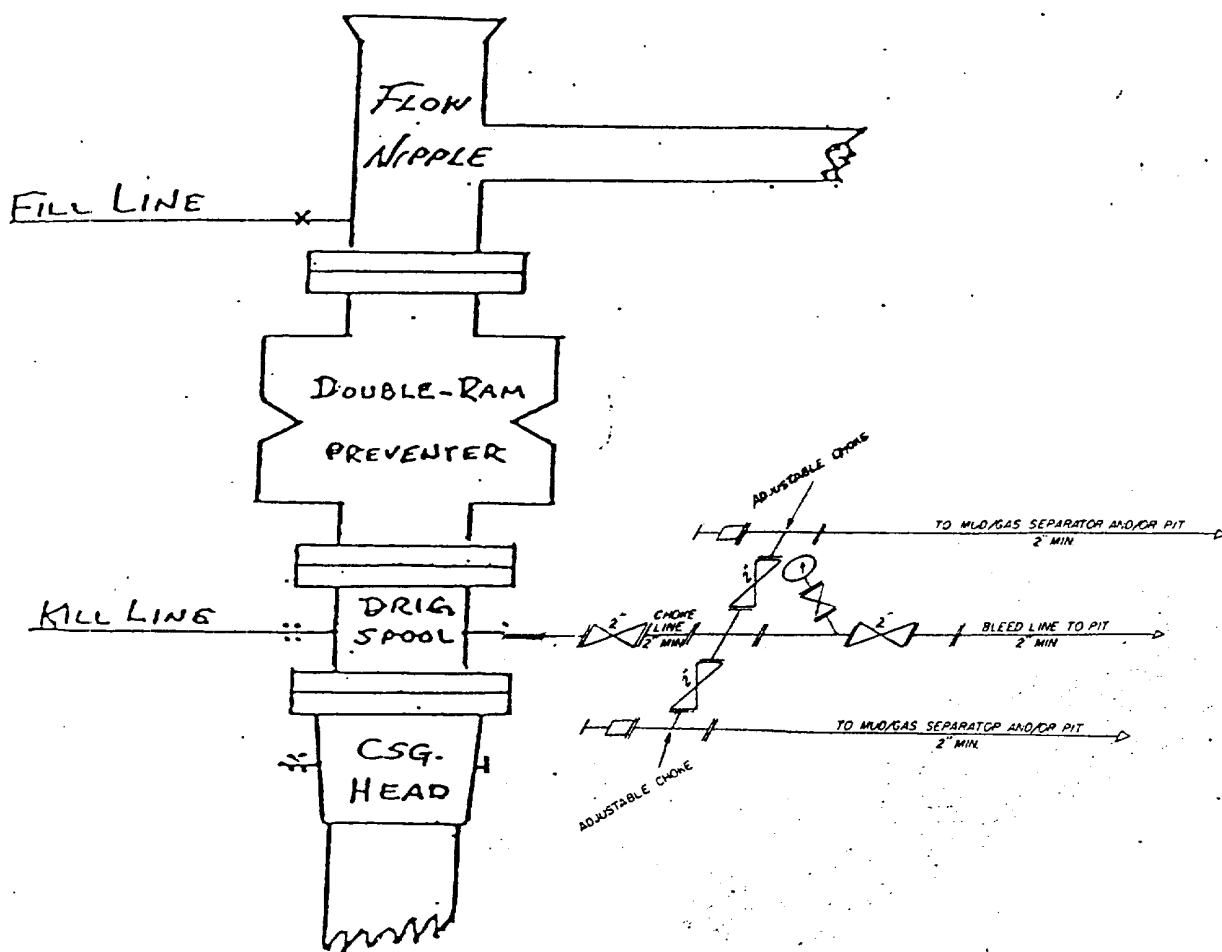 FLOW
NIPPLE
FILL LINE
DOUBLE-RAM
PREVENTER
ADJUSTABLE CHOKE
TO MUD/GAS SEPARATOR AND/OR PIT
2" MIN.
KILL LINE
DRLG
SPOOL
2"
CHOKE
LINE
2" MIN
2"
BLEED LINE TO PIT
2" MIN.
TO MUD/GAS SEPARATOR AND/OR PIT
2" MIN.
CSG.
HEAD
ADJUSTABLE CHOKE